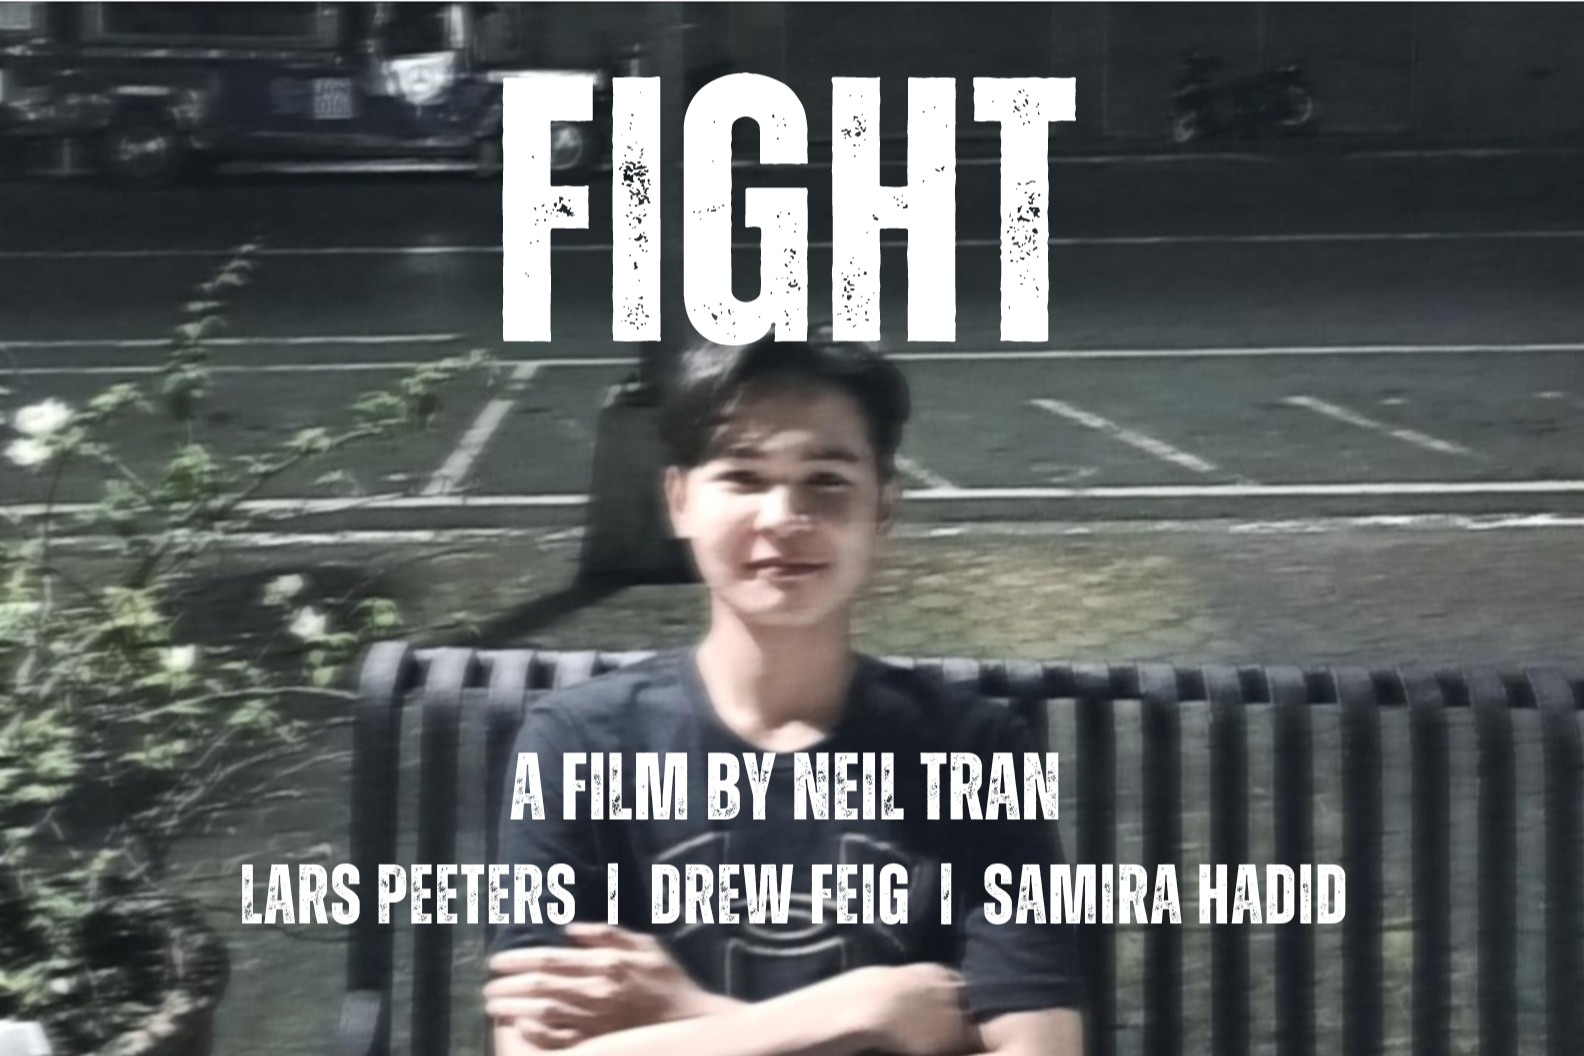 FIGHT
A FILM BY NEIL TRAN
LARS PEETERS | DREW FEIG | SAMIRA HADID